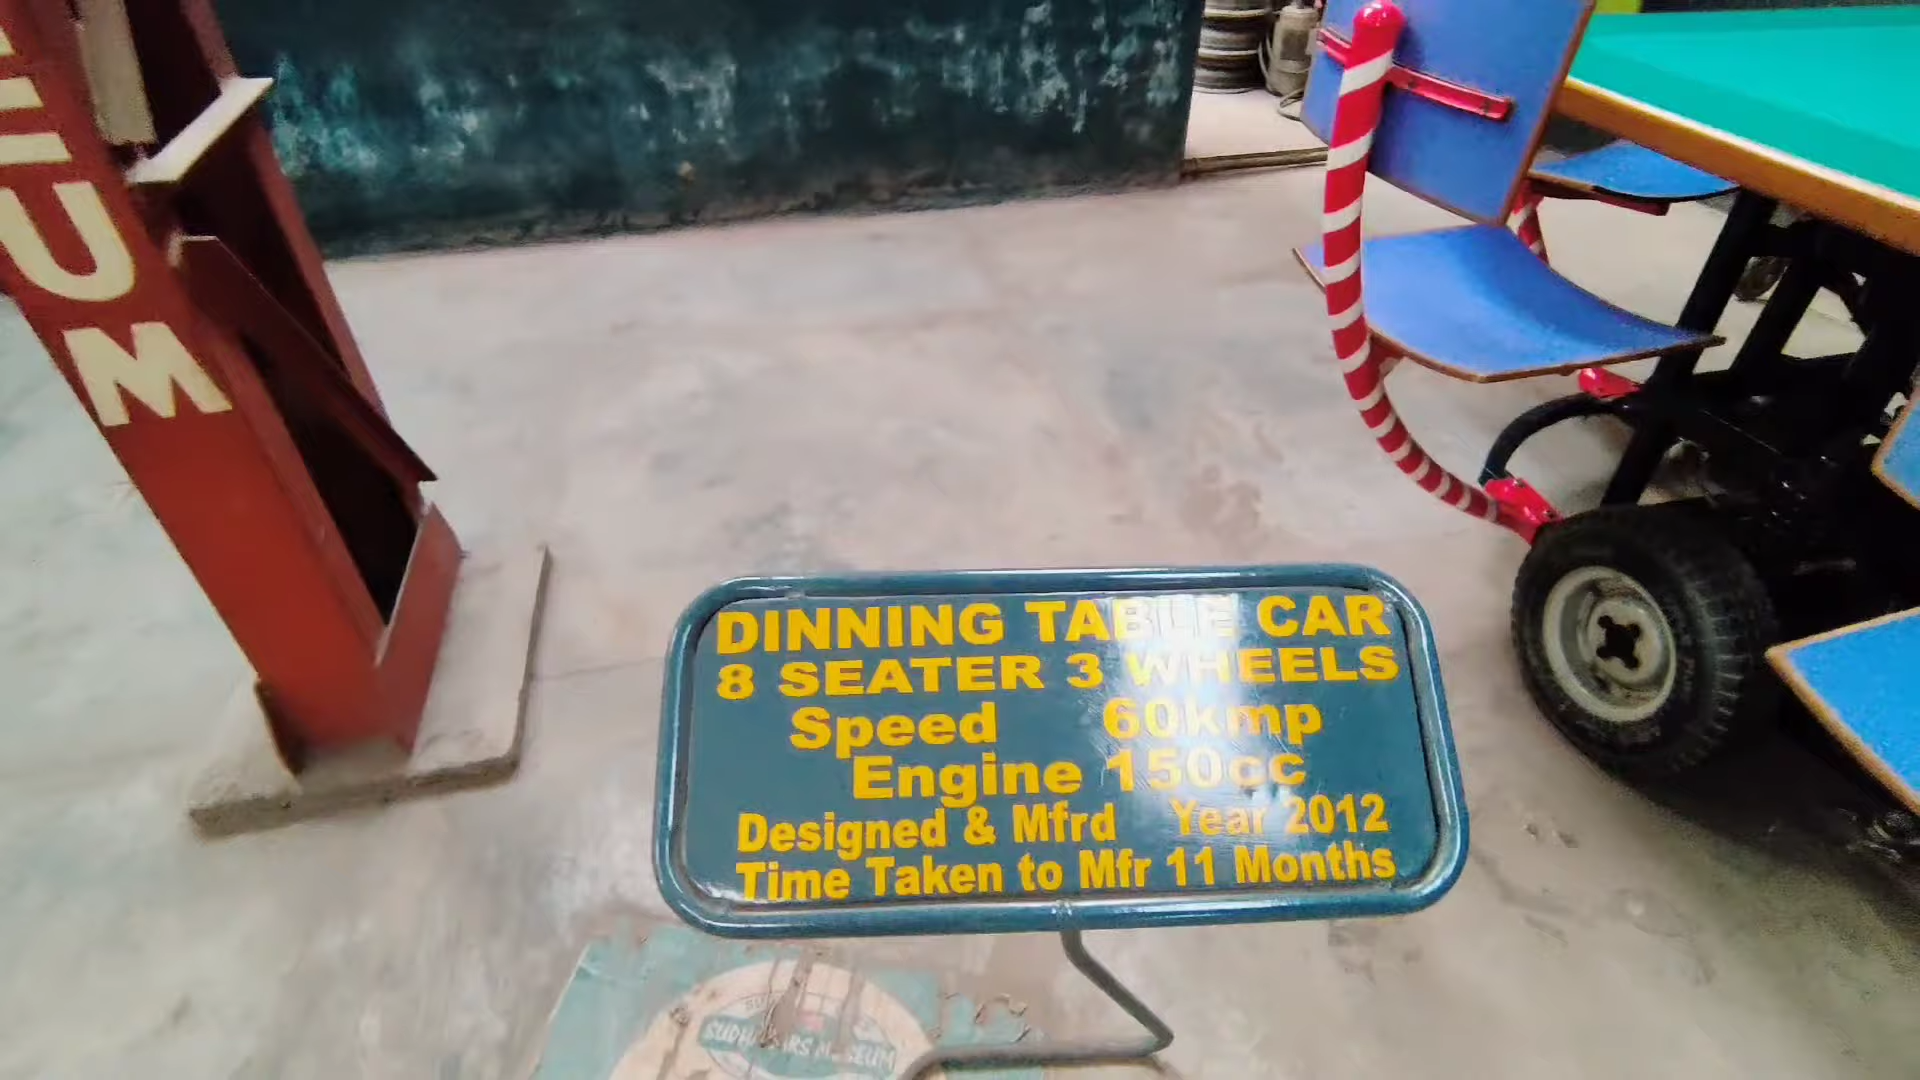 UM
DINNING TABLE CAR
8 SEATER 3 WHEELS
Speed 60kmp
Engine 150cc
Designed & Mfrd Year 2012
Time Taken to Mfr 11 Months